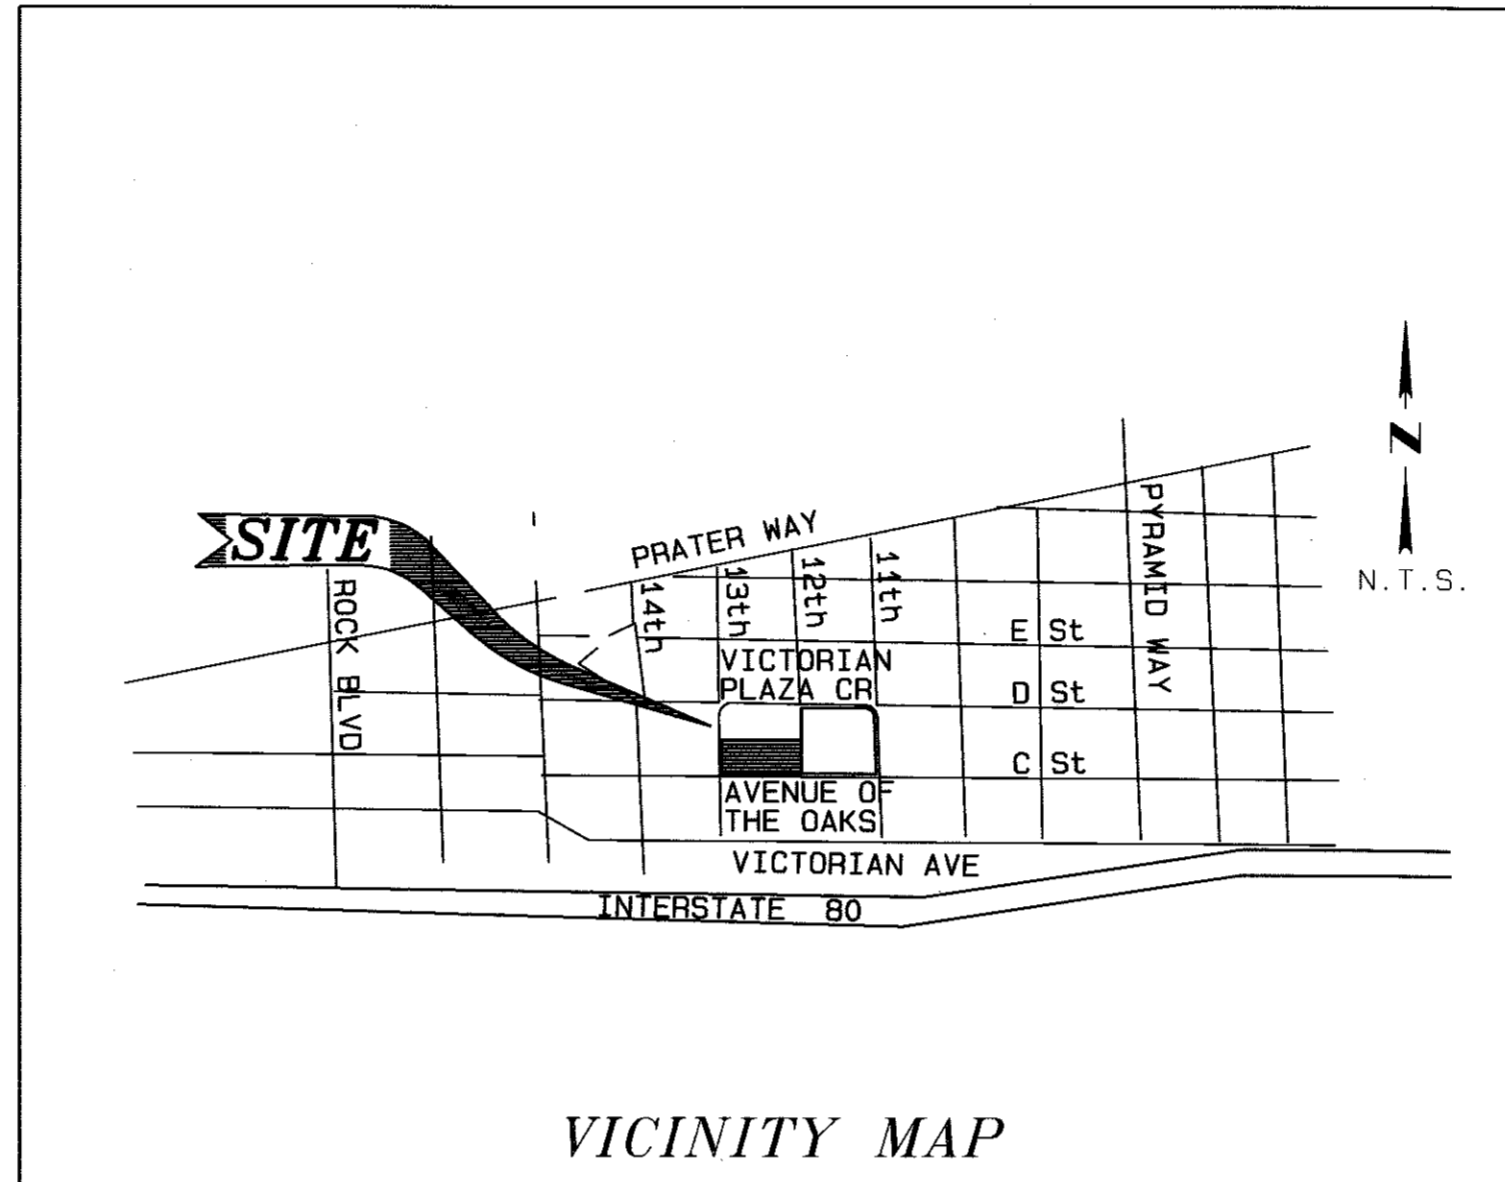 SITE
ROCK BLVD
PRATER WAY
14th
13th
12th
11th
PYRAMID WAY
N
N.T.S.
E St
VICTORIAN
PLAZA CR
D St
C St
AVENUE OF
THE OAKS
VICTORIAN AVE
INTERSTATE 80
VICINITY MAP